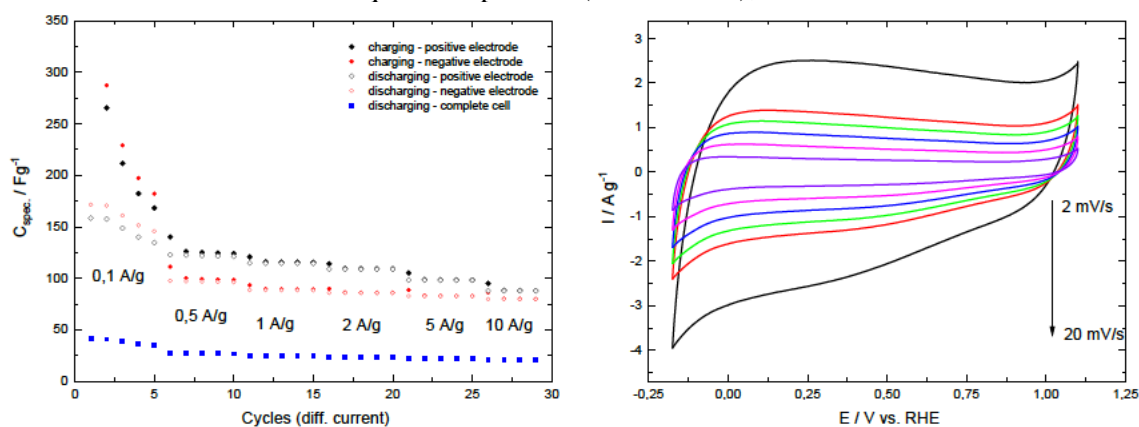 charging - positive electrode
charging - negative electrode
discharging - positive electrode
discharging - negative electrode
discharging - complete cell
350
300
250
200
150
100
50
0
C spec. / Fg-1
0,1 A/g
0,5 A/g
1 A/g
2 A/g
5 A/g
10 A/g
0
5
10
15
20
25
30
Cycles (diff. current)
3
2
1
0
-1
-2
-3
-4
I / A g-1
2 mV/s
20 mV/s
-0,25
0,00
0,25
0,50
0,75
1,00
1,25
E / V vs. RHE